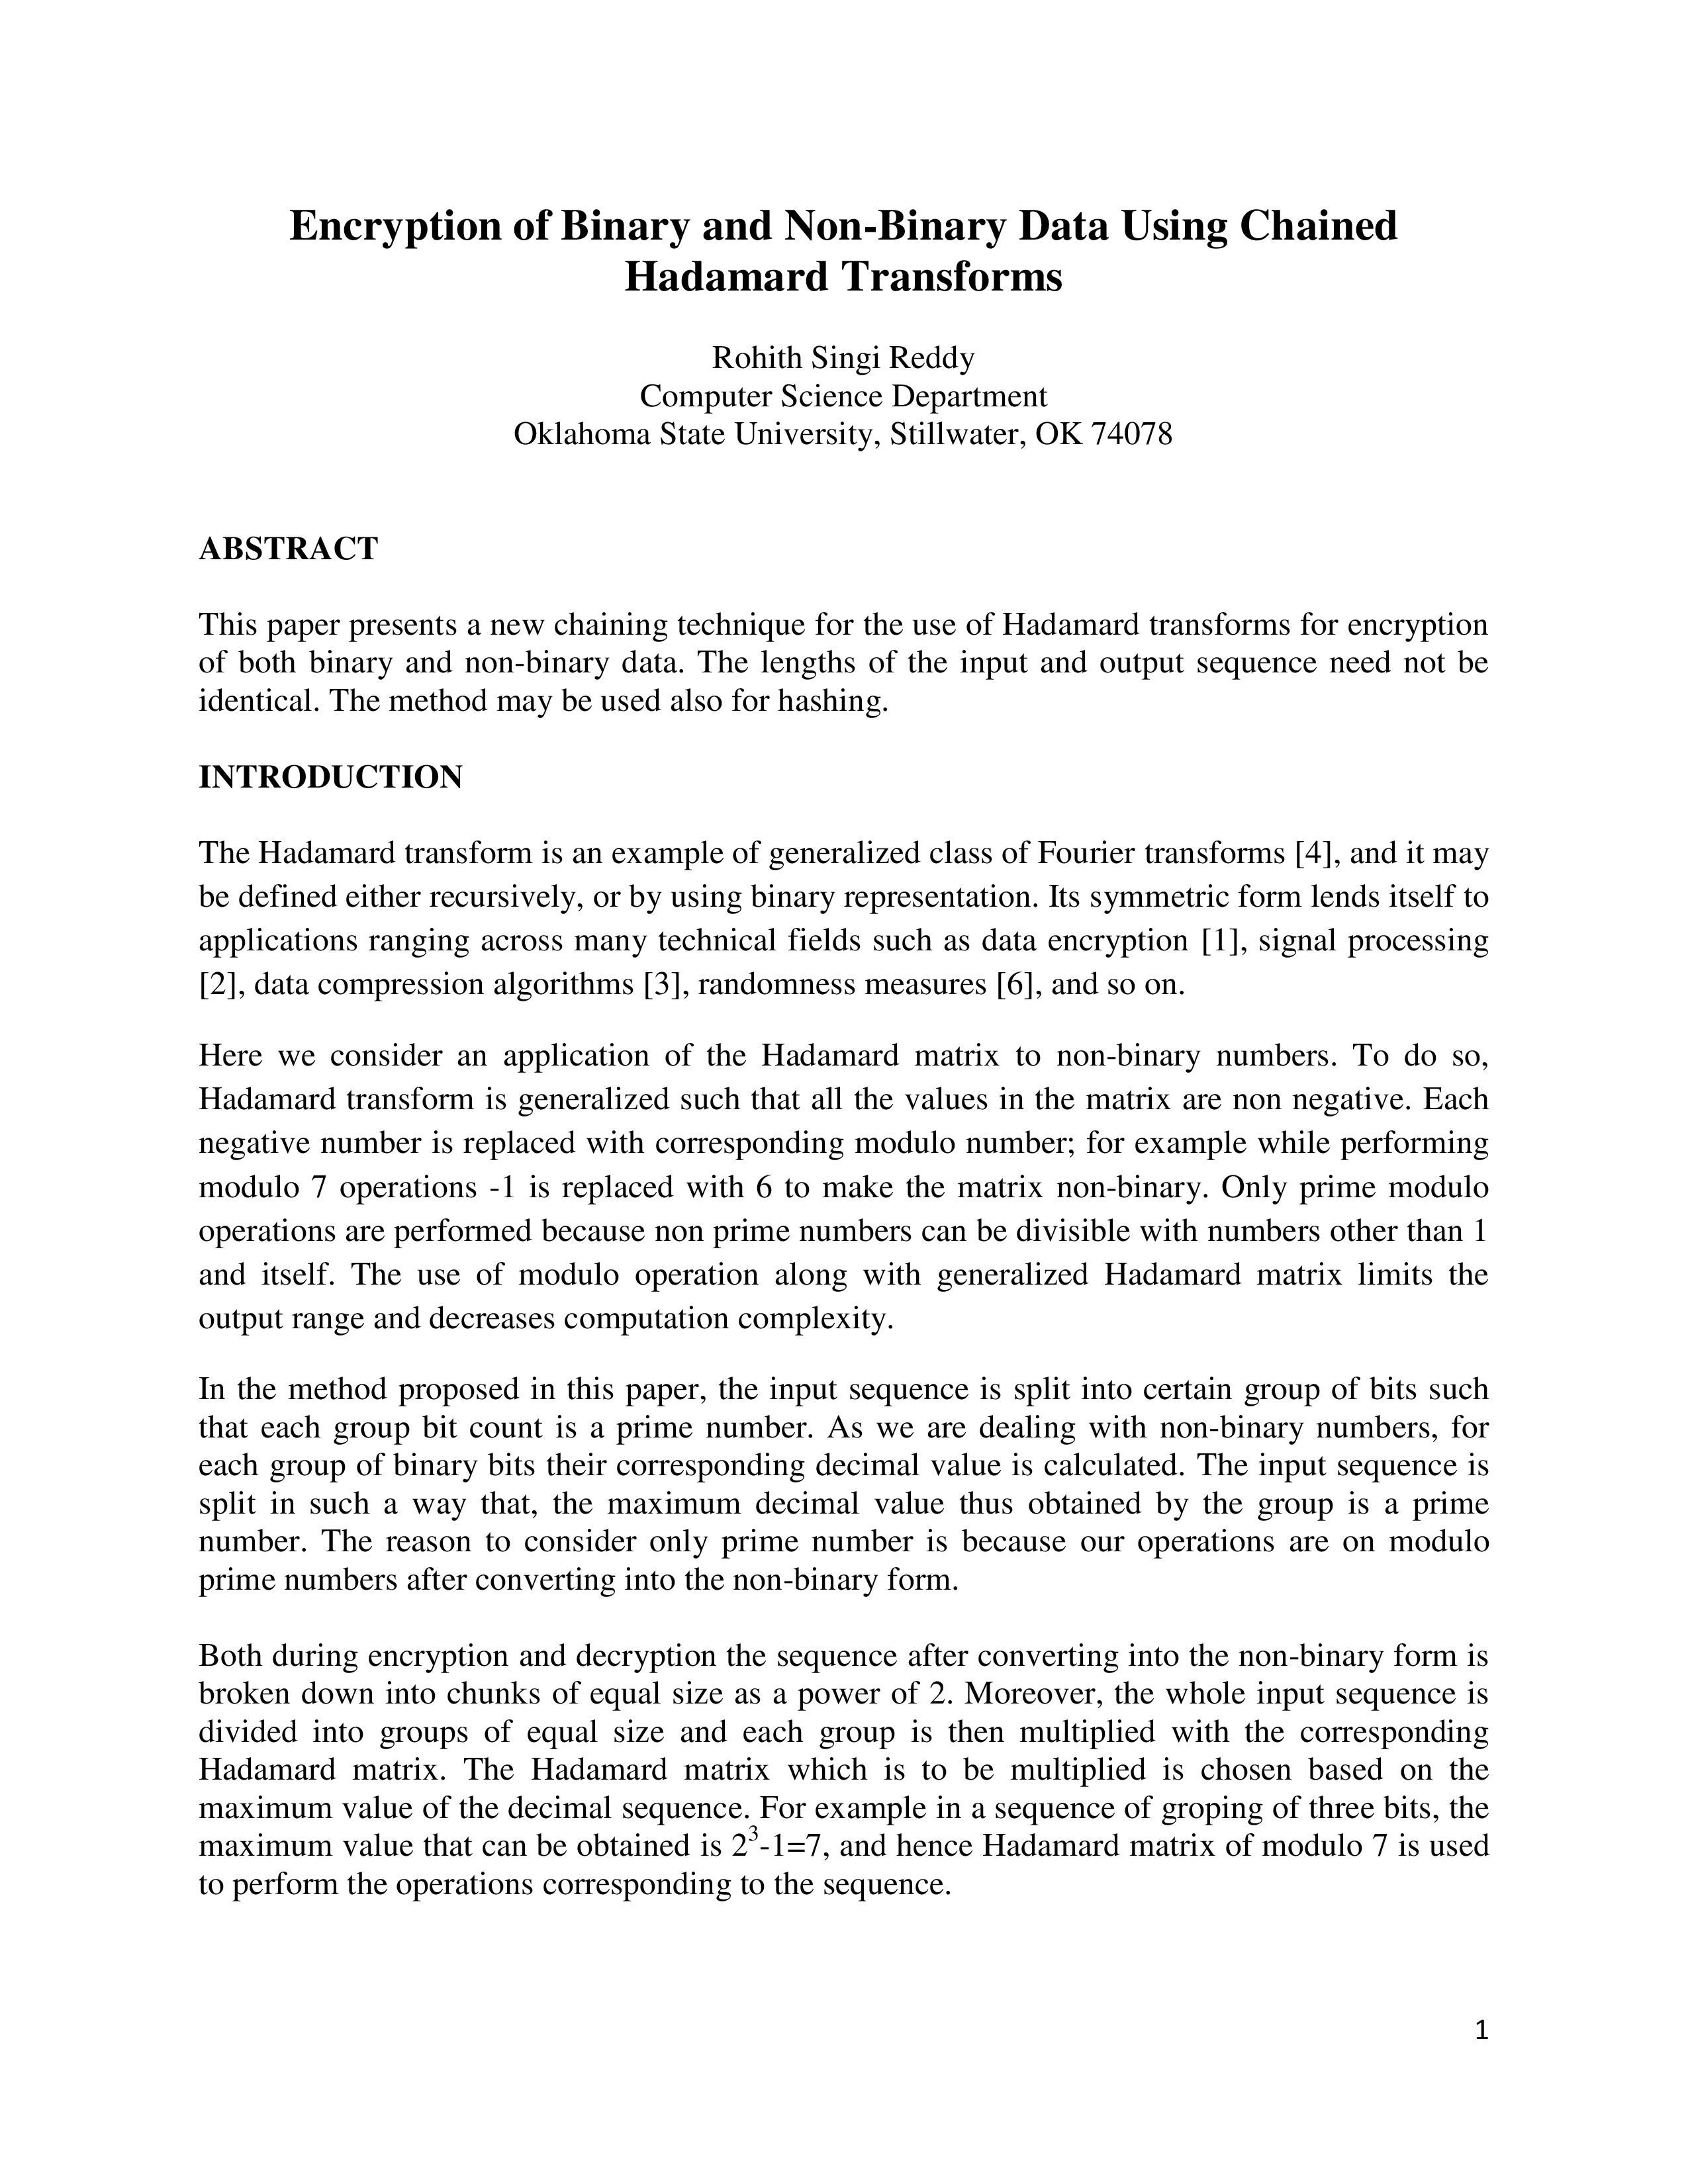 Encryption of Binary and Non-Binary Data Using Chained
Hadamard Transforms
Rohith Singi Reddy
Computer Science Department
Oklahoma State University, Stillwater, OK 74078
ABSTRACT
This paper presents a new chaining technique for the use of Hadamard transforms for encryption
of both binary and non-binary data. The lengths of the input and output sequence need not be
identical. The method may be used also for hashing.
INTRODUCTION
The Hadamard transform is an example of generalized class of Fourier transforms [4], and it may
be defined either recursively, or by using binary representation. Its symmetric form lends itself to
applications ranging across many technical fields such as data encryption [1], signal processing
[2], data compression algorithms [3], randomness measures [6], and so on.
Here we consider an application of the Hadamard matrix to non-binary numbers. To do so,
Hadamard transform is generalized such that all the values in the matrix are non negative. Each
negative number is replaced with corresponding modulo number; for example while performing
modulo 7 operations -1 is replaced with 6 to make the matrix non-binary. Only prime modulo
operations are performed because non prime numbers can be divisible with numbers other than 1
and itself. The use of modulo operation along with generalized Hadamard matrix limits the
output range and decreases computation complexity.
In the method proposed in this paper, the input sequence is split into certain group of bits such
that each group bit count is a prime number. As we are dealing with non-binary numbers, for
each group of binary bits their corresponding decimal value is calculated. The input sequence is
split in such a way that, the maximum decimal value thus obtained by the group is a prime
number. The reason to consider only prime number is because our operations are on modulo
prime numbers after converting into the non-binary form.
Both during encryption and decryption the sequence after converting into the non-binary form is
broken down into chunks of equal size as a power of 2. Moreover, the whole input sequence is
divided into groups of equal size and each group is then multiplied with the corresponding
Hadamard matrix. The Hadamard matrix which is to be multiplied is chosen based on the
maximum value of the decimal sequence. For example in a sequence of groping of three bits, the
maximum value that can be obtained is 2³-1=7, and hence Hadamard matrix of modulo 7 is used
to perform the operations corresponding to the sequence.
1